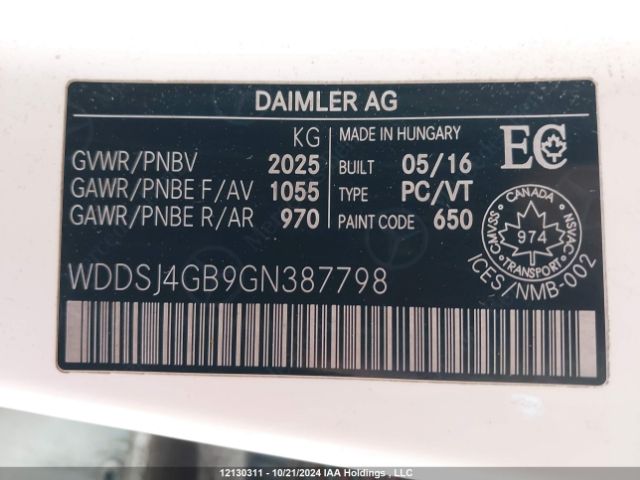 DAIMLER AG
KG
GVWR/PNBV 2025
GAWR/PNBE F/AV 1055
GAWR/PNBE R/AR 970
MADE IN HUNGARY
BUILT 05/16
TYPE PC/VT
PAINT CODE 650
EC
CANADA
CMVSS
NSVAC
974
TRANSPORT
ICES/NMB-002
WDDSJ4GB9GN387798
12130311 - 10/21/2024 IAA Holdings, LLC